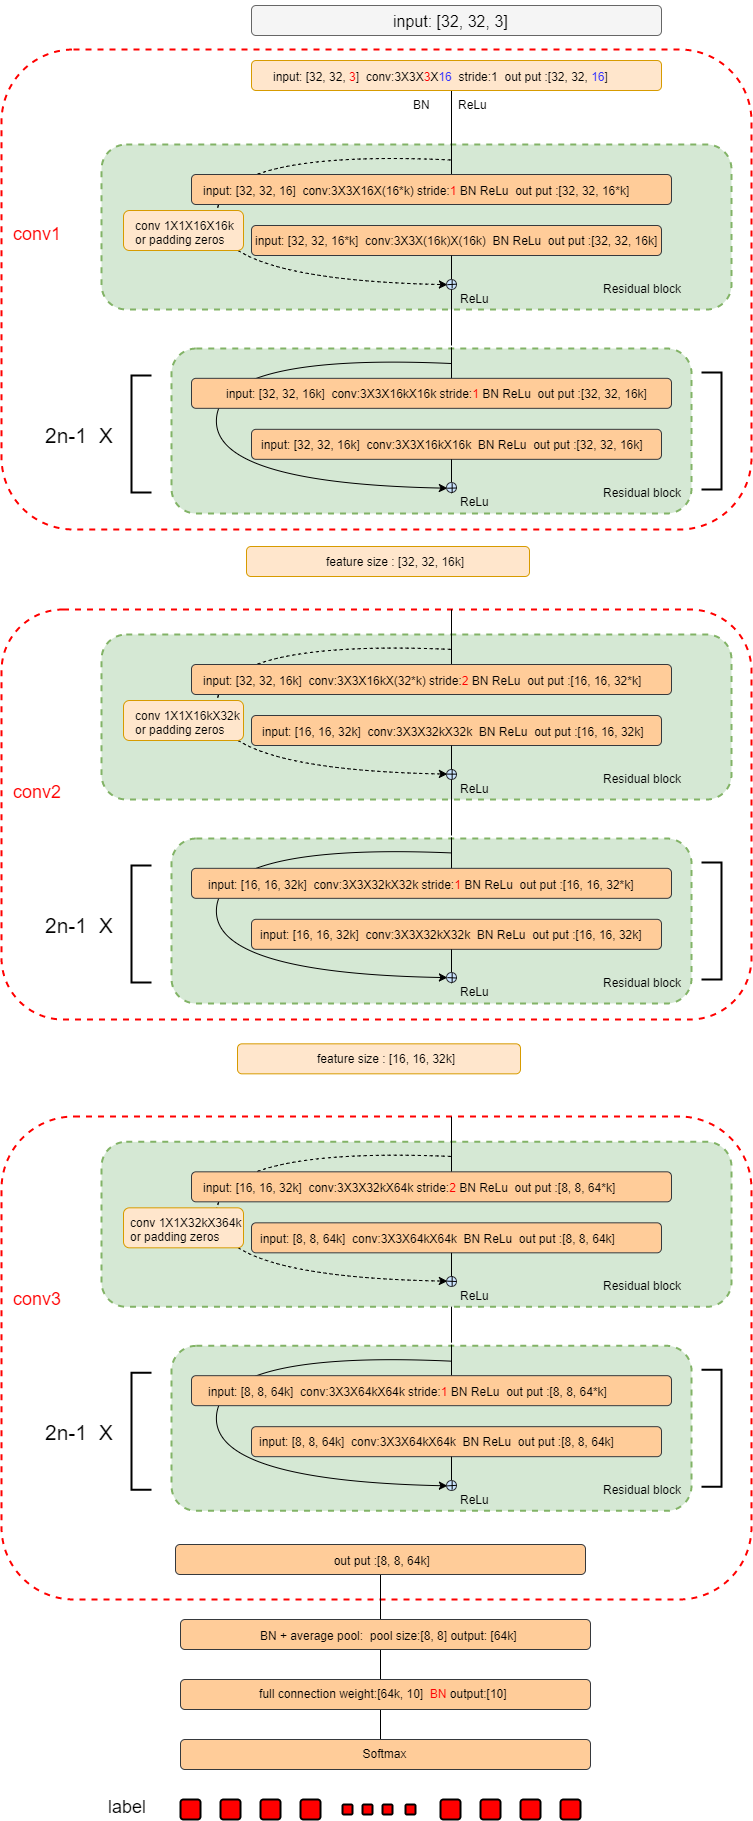 input: [32, 32, 3]
input: [32, 32, 3] conv:3X3X3X16 stride:1 out put :[32, 32, 16]
BN ReLu
input: [32, 32, 16] conv:3X3X16X(16*k) stride:1 BN ReLu out put :[32, 32, 16*k]
conv 1X1X16X16k
or padding zeros
input: [32, 32, 16*k] conv:3X3X(16k)X(16k) BN ReLu out put :[32, 32, 16k]
conv1
ReLu
Residual block
input: [32, 32, 16k] conv:3X3X16kX16k stride:1 BN ReLu out put :[32, 32, 16k]
2n-1 X
input: [32, 32, 16k] conv:3X3X16kX16k BN ReLu out put :[32, 32, 16k]
ReLu
Residual block
feature size : [32, 32, 16k]
input: [32, 32, 16k] conv:3X3X16kX(32*k) stride:2 BN ReLu out put :[16, 16, 32*k]
conv 1X1X16kX32k
or padding zeros
input: [16, 16, 32k] conv:3X3X32kX32k BN ReLu out put :[16, 16, 32k]
conv2
ReLu
Residual block
input: [16, 16, 32k] conv:3X3X32kX32k stride:1 BN ReLu out put :[16, 16, 32*k]
2n-1 X
input: [16, 16, 32k] conv:3X3X32kX32k BN ReLu out put :[16, 16, 32k]
ReLu
Residual block
feature size : [16, 16, 32k]
input: [16, 16, 32k] conv:3X3X32kX64k stride:2 BN ReLu out put :[8, 8, 64*k]
conv 1X1X32kX364k
or padding zeros
input: [8, 8, 64k] conv:3X3X64kX64k BN ReLu out put :[8, 8, 64k]
conv3
ReLu
Residual block
input: [8, 8, 64k] conv:3X3X64kX64k stride:1 BN ReLu out put :[8, 8, 64*k]
2n-1 X
input: [8, 8, 64k] conv:3X3X64kX64k BN ReLu out put :[8, 8, 64k]
ReLu
Residual block
out put :[8, 8, 64k]
BN + average pool: pool size:[8, 8] output: [64k]
full connection weight:[64k, 10] BN output:[10]
Softmax
label